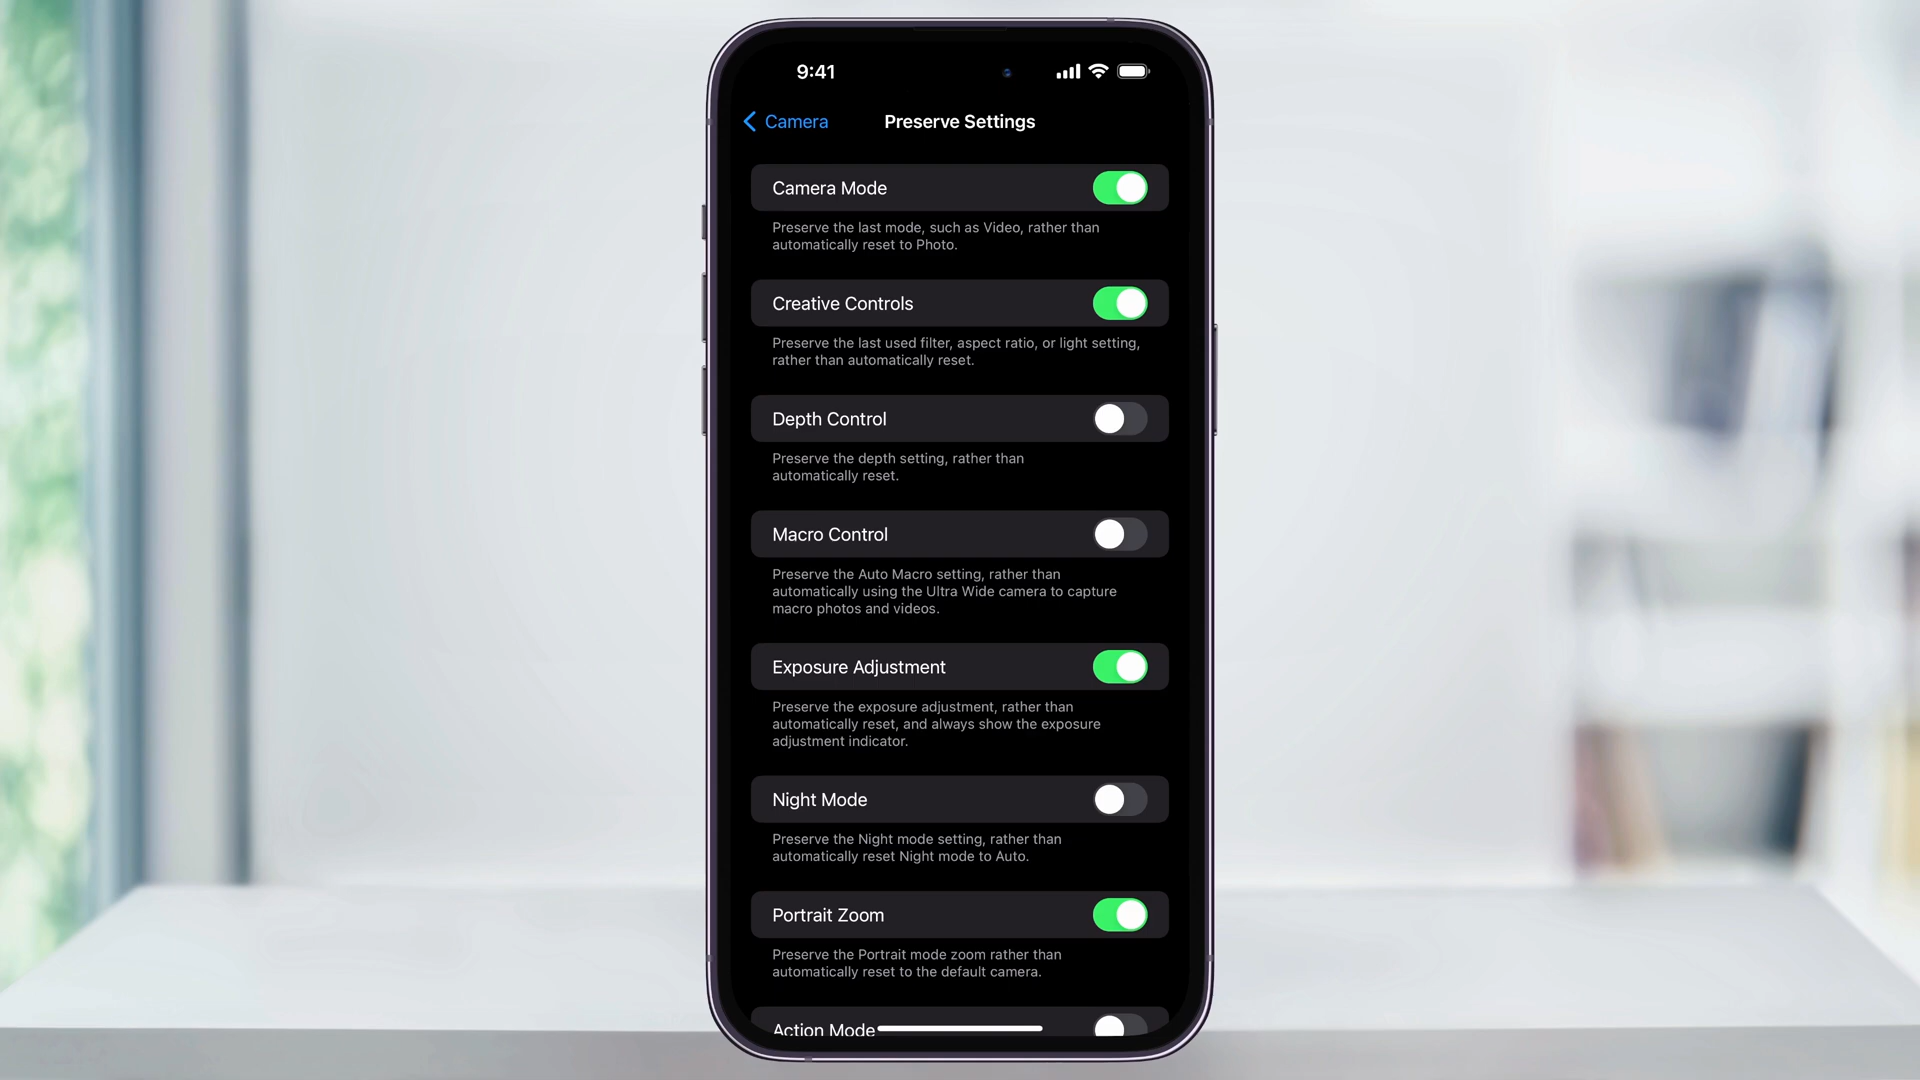 9:41
Camera
Preserve Settings
Camera Mode
Preserve the last mode, such as Video, rather than
automatically reset to Photo.
Creative Controls
Preserve the last used filter, aspect ratio, or light setting,
rather than automatically reset.
Depth Control
Preserve the depth setting, rather than
automatically reset.
Macro Control
Preserve the Auto Macro setting, rather than
automatically using the Ultra Wide camera to capture
macro photos and videos.
Exposure Adjustment
Preserve the exposure adjustment, rather than
automatically reset, and always show the exposure
adjustment indicator.
Night Mode
Preserve the Night mode setting, rather than
automatically reset Night mode to Auto.
Portrait Zoom
Preserve the Portrait mode zoom rather than
automatically reset to the default camera.
Action Mode